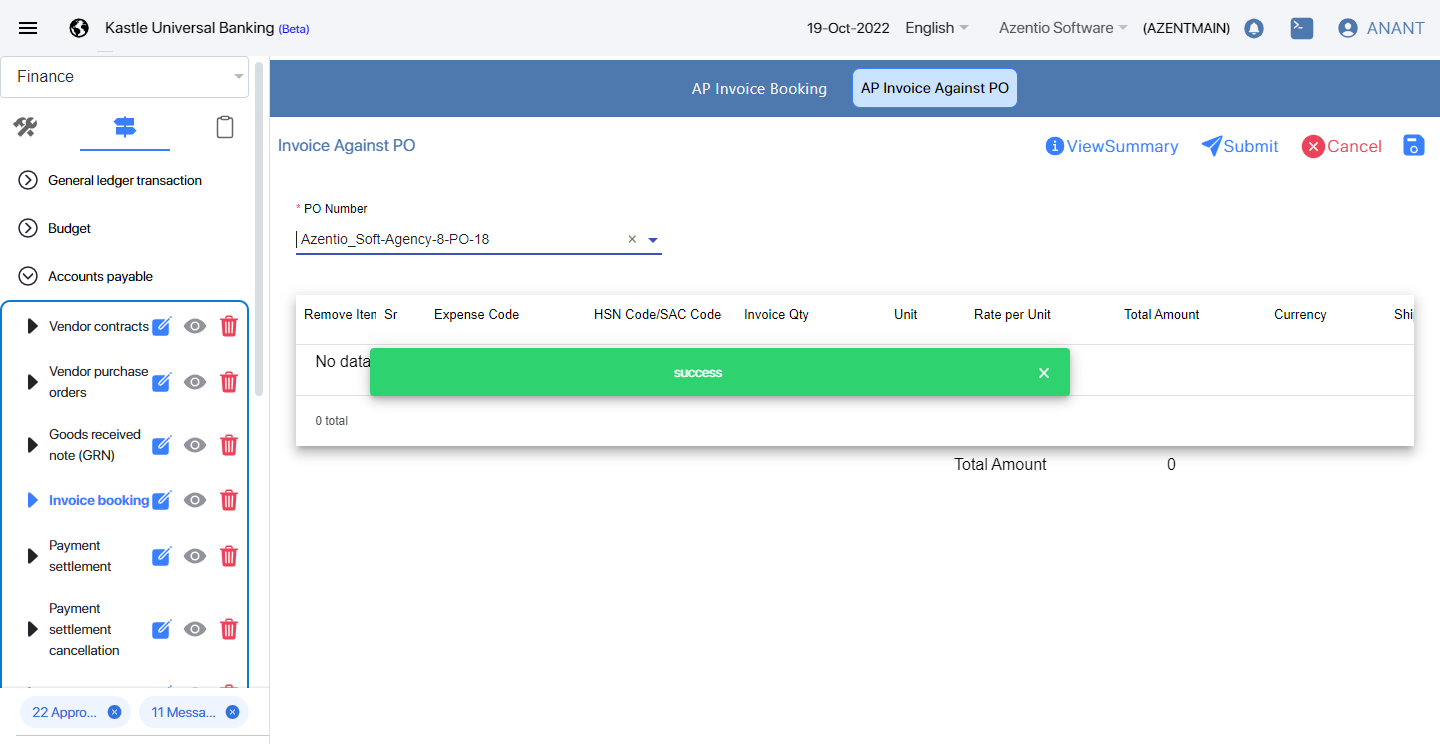 Kastle Universal Banking (Beta)
19-Oct-2022
English
Azentio Software
(AZENTMAIN)
ANANT
Finance
General ledger transaction
Budget
Accounts payable
Vendor contracts
Vendor purchase
orders
Goods received
note (GRN)
Invoice booking
Payment
settlement
Payment
settlement
cancellation
22 Appro...
11 Messa...
AP Invoice Booking
AP Invoice Against PO
Invoice Against PO
ViewSummary
Submit
Cancel
* PO Number
Azentio_Soft-Agency-8-PO-18
Remove Iten Sr Expense Code HSN Code/SAC Code Invoice Qty Unit Rate per Unit Total Amount Currency Shi
No data
success
0 total
Total Amount 0